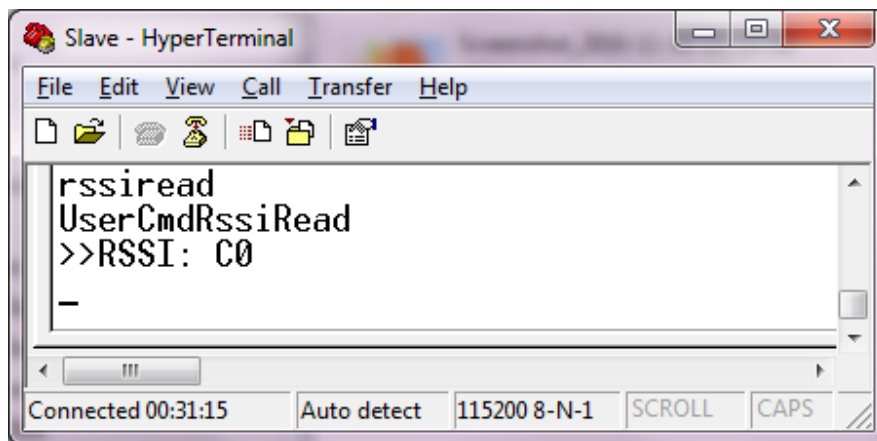 Slave - HyperTerminal
File Edit View Call Transfer Help
rssiread
UserCmdRssiRead
>>RSSI: C0
_
Connected 00:31:15 Auto detect 115200 8-N-1 SCROLL CAPS